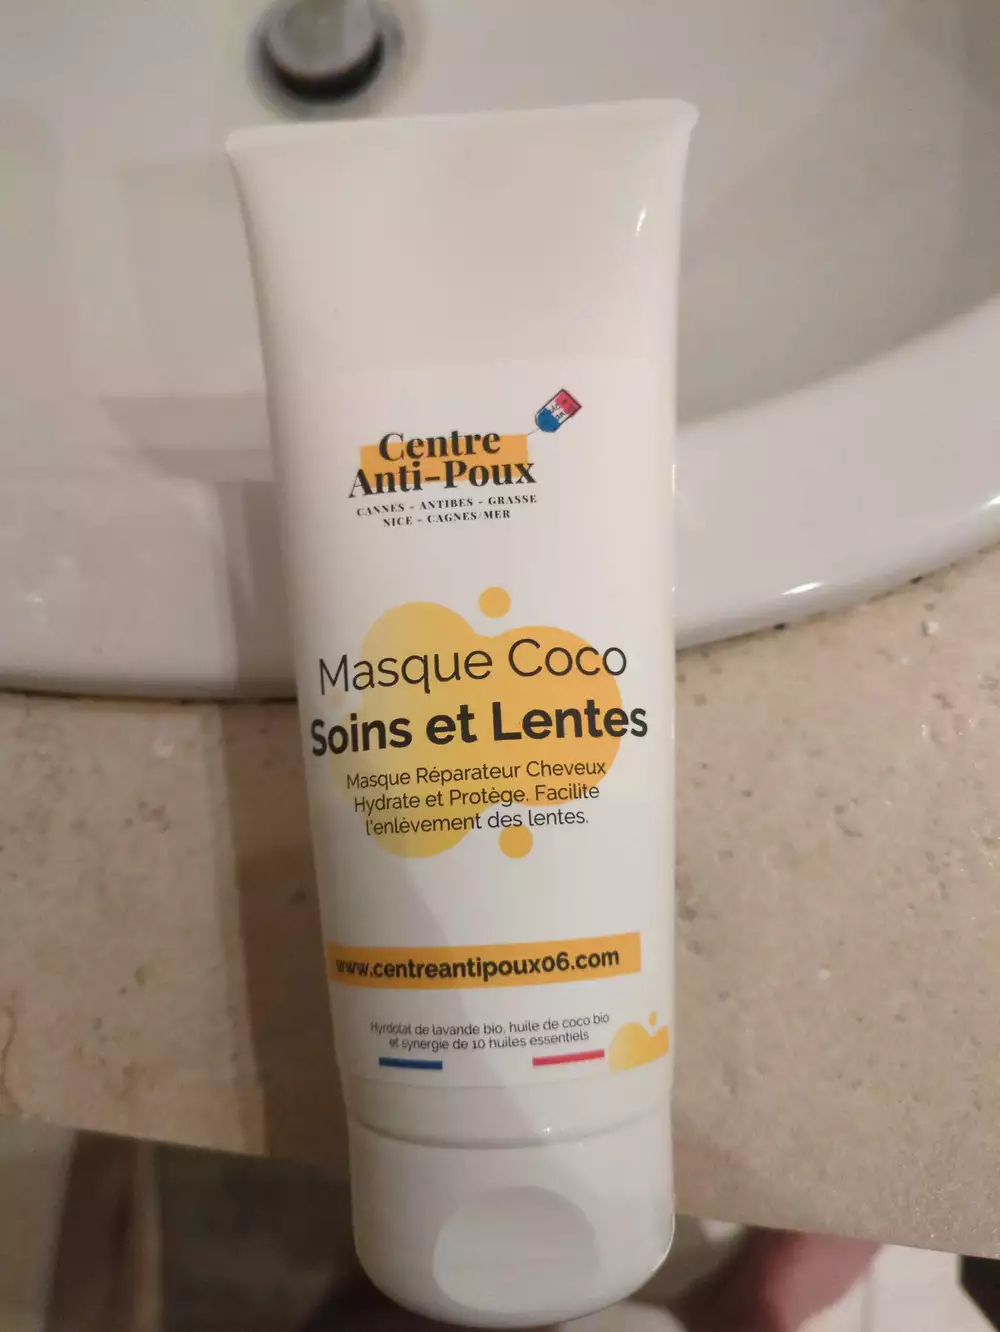 Centre
Anti-Poux
CANNES - ANTIBES - GRASSE
NICE - CAGNES/MER
Masque Coco
Soins et Lentes
Masque Réparateur Cheveux
Hydrate et Protège. Facilite
l'enlèvement des lentes.
www.centreantipoux06.com
Hyrdolat de lavande bio, huile de coco bio
et synergie de 10 huiles essentiels